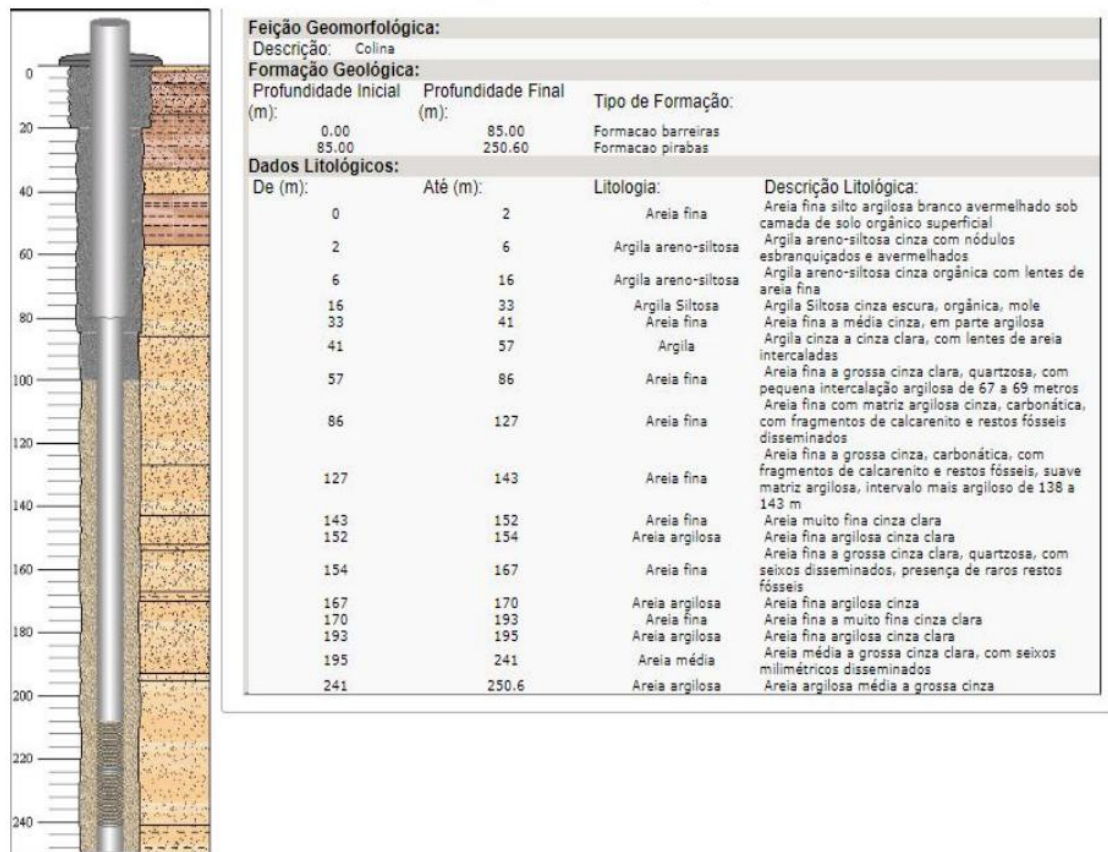 0
20
40
60
80
100
120
140
160
180
200
220
240
Feição Geomorfológica:
Descrição: Colina
Formação Geológica:
Profundidade Inicial (m): Profundidade Final (m): Tipo de Formação:
0.00 85.00 Formacao barreiras
85.00 250.60 Formacao pirabas
Dados Litológicos:
De (m): Até (m): Litologia: Descrição Litológica:
0 2 Areia fina Areia fina silto argilosa branco avermelhado sob
camada de solo orgânico superficial
2 6 Argila areno-siltosa Argila areno-siltosa cinza com nódulos
esbranquiçados e avermelhados
6 16 Argila areno-siltosa Argila areno-siltosa cinza orgânica com lentes de
areia fina
16 33 Argila Siltosa Argila Siltosa cinza escura, orgânica, mole
33 41 Areia fina Areia fina a média cinza, em parte argilosa
41 57 Argila Argila cinza a cinza clara, com lentes de areia
intercaladas
57 86 Areia fina Areia fina a grossa cinza clara, quartzosa, com
pequena intercalação argilosa de 67 a 69 metros
86 127 Areia fina Areia fina com matriz argilosa cinza, carbonática,
com fragmentos de calcarenito e restos fósseis
disseminados
127 143 Areia fina Areia fina a grossa cinza, carbonática, com
fragmentos de calcarenito e restos fósseis, suave
matriz argilosa, intervalo mais argiloso de 138 a
143 m
143 152 Areia fina Areia muito fina cinza clara
152 154 Areia argilosa Areia fina argilosa cinza clara
154 167 Areia fina Areia fina a grossa cinza clara, quartzosa, com
seixos disseminados, presença de raros restos
fósseis
167 170 Areia argilosa Areia fina argilosa cinza
170 193 Areia fina Areia fina a muito fina cinza clara
193 195 Areia argilosa Areia fina argilosa cinza clara
195 241 Areia média Areia média a grossa cinza clara, com seixos
milimétricos disseminados
241 250.6 Areia argilosa Areia argilosa média a grossa cinza